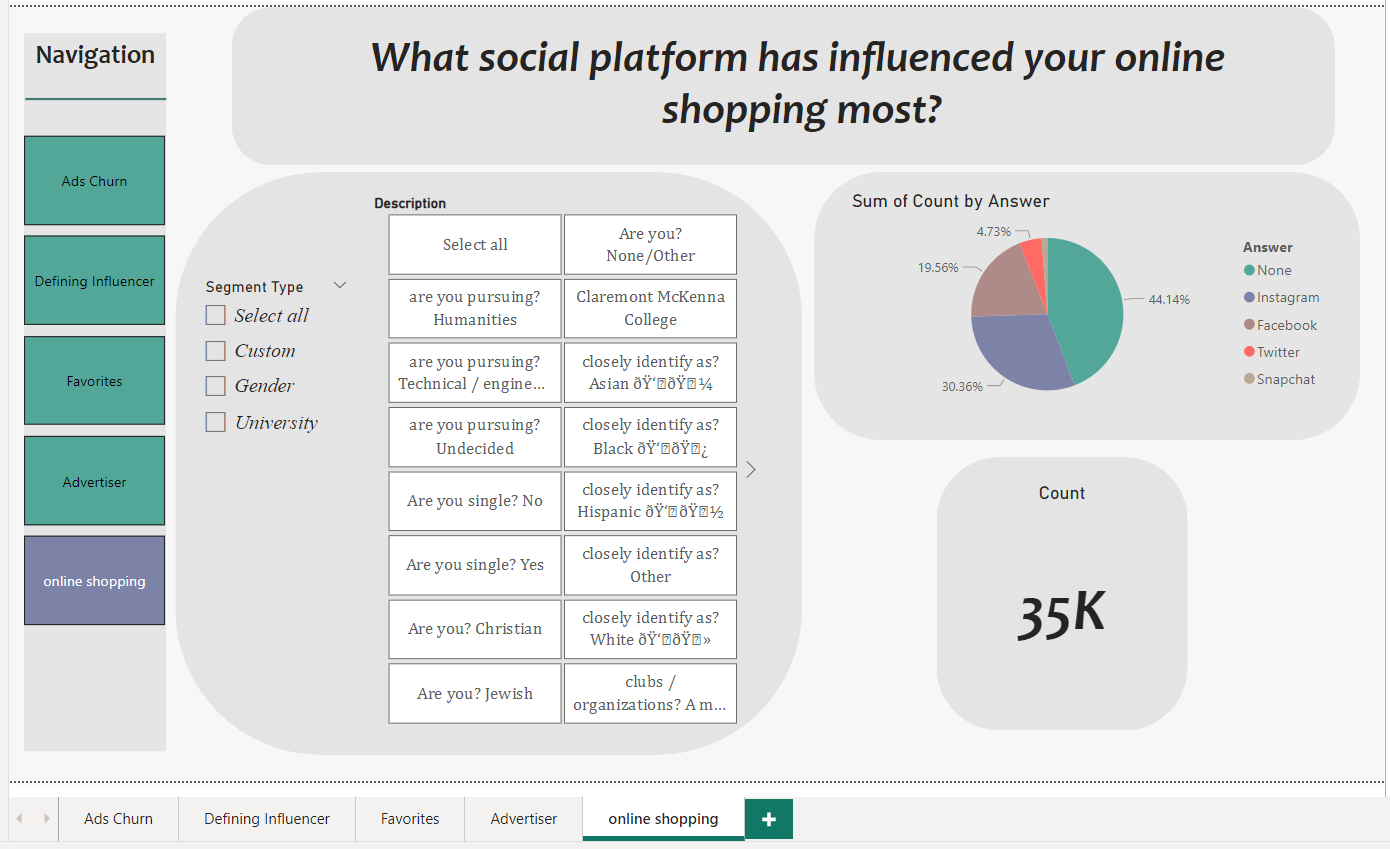 Navigation
Ads Churn
Defining Influencer
Favorites
Advertiser
online shopping
What social platform has influenced your online
shopping most?
Segment Type
Select all
Custom
Gender
University
Description
Select all
Are you?
None/Other
are you pursuing?
Humanities
Claremont McKenna
College
are you pursuing?
Technical / engine...
closely identify as?
Asian ðŸ‘ðŸ¼
are you pursuing?
Undecided
closely identify as?
Black ðŸ‘ðŸ¿
Are you single? No
closely identify as?
Hispanic ðŸ‘ðŸ½
Are you single? Yes
closely identify as?
Other
Are you? Christian
closely identify as?
White ðŸ‘ðŸ»
Are you? Jewish
clubs /
organizations? A m...
Sum of Count by Answer
4.73%
19.56%
44.14%
30.36%
Answer
None
Instagram
Facebook
Twitter
Snapchat
Count
35K
Ads Churn
Defining Influencer
Favorites
Advertiser
online shopping
+